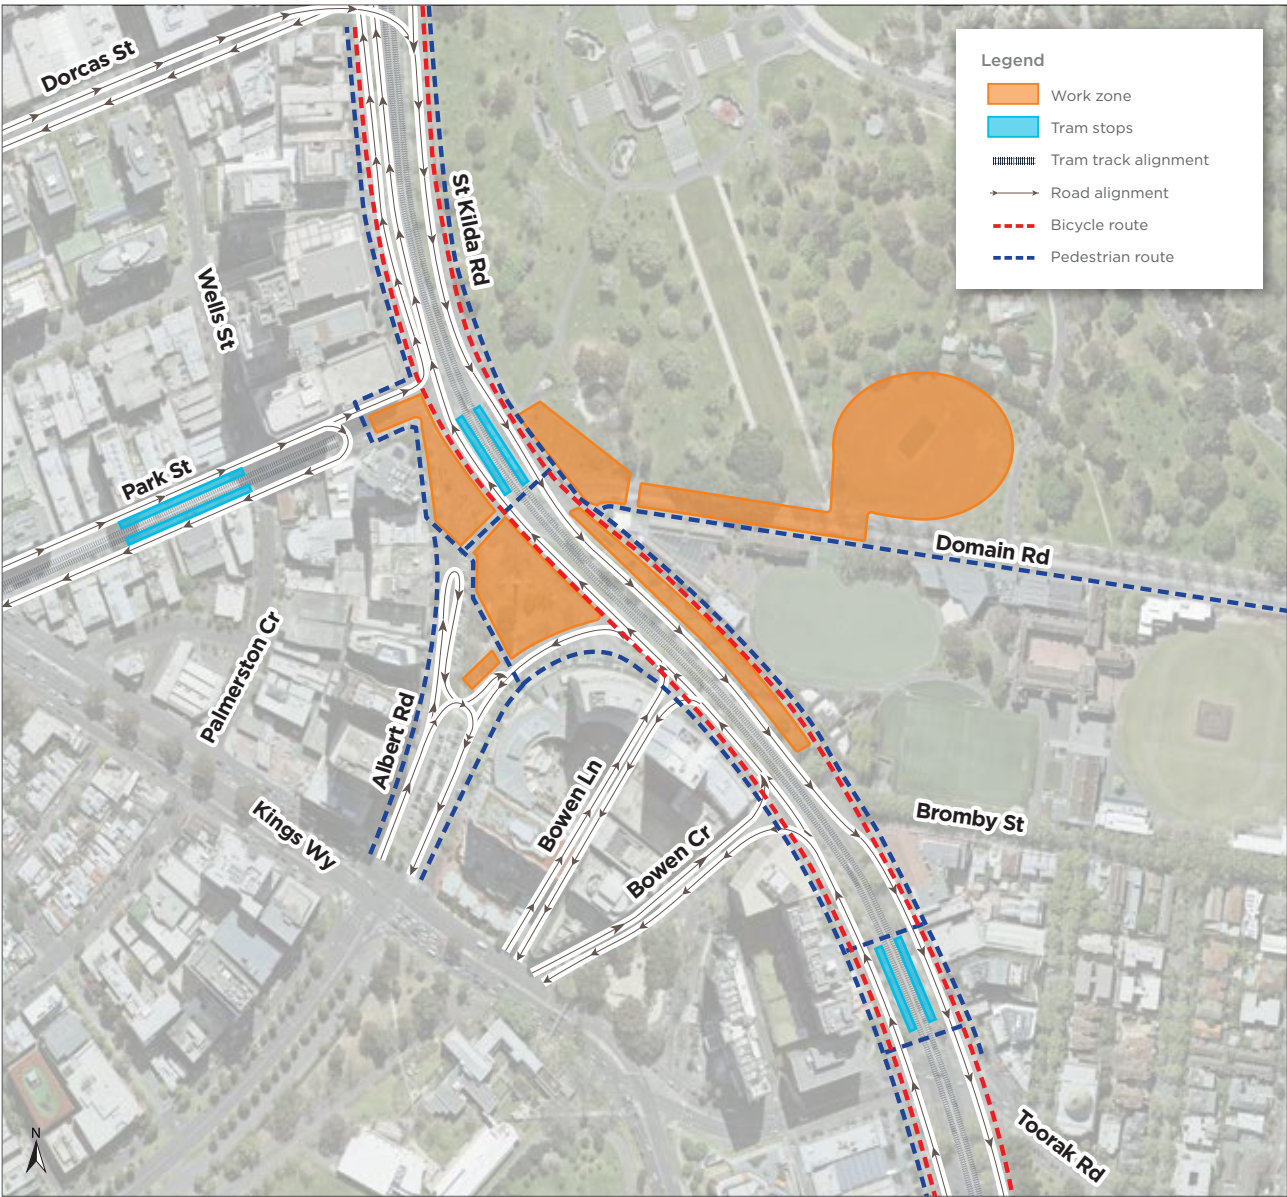 Dorcas St
Legend
Work zone
Tram stops
Tram track alignment
Road alignment
Bicycle route
Pedestrian route
St Kilda Rd
Wells St
Park St
Domain Rd
Palmerston Cr
Albert Rd
Kings Wy
Bowen Ln
Bowen Cr
Bromby St
Toorak Rd
N